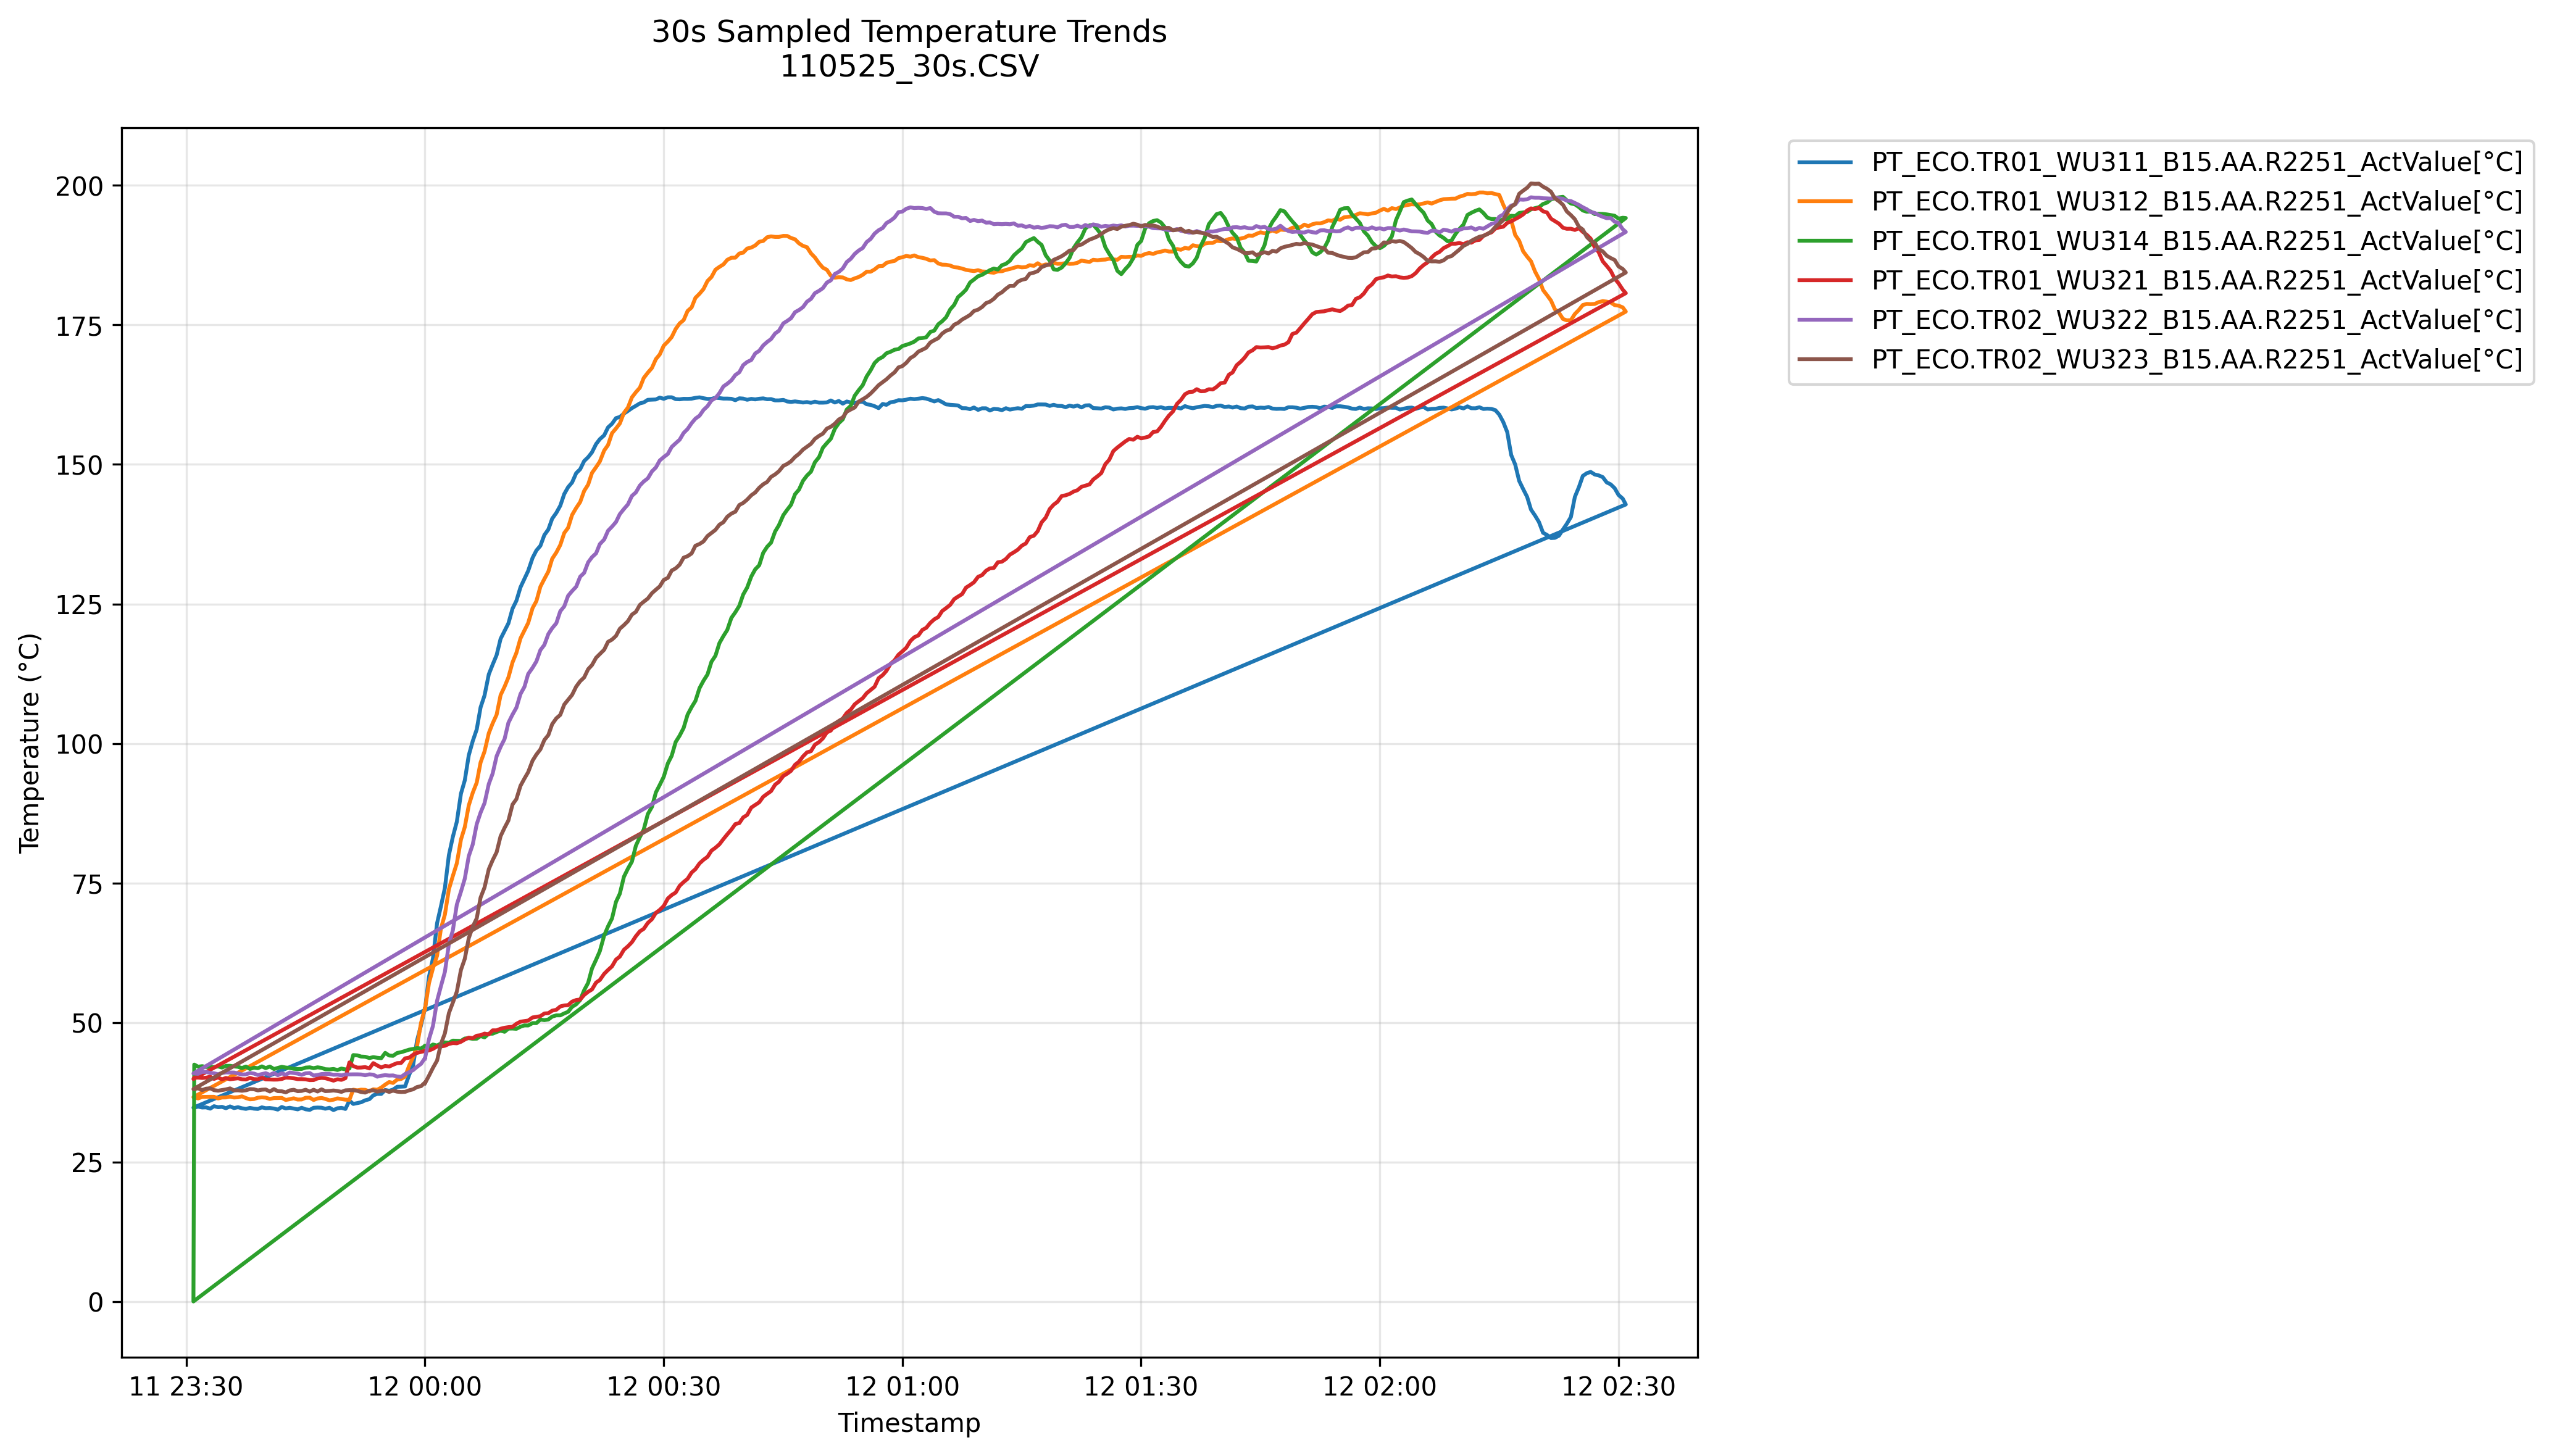 30s Sampled Temperature Trends
110525_30s.CSV
PT_ECO.TR01_WU311_B15.AA.R2251_ActValue[°C]
PT_ECO.TR01_WU312_B15.AA.R2251_ActValue[°C]
PT_ECO.TR01_WU314_B15.AA.R2251_ActValue[°C]
PT_ECO.TR01_WU321_B15.AA.R2251_ActValue[°C]
PT_ECO.TR02_WU322_B15.AA.R2251_ActValue[°C]
PT_ECO.TR02_WU323_B15.AA.R2251_ActValue[°C]
Temperature (°C)
200
175
150
125
100
75
50
25
0
11 23:30 12 00:00 12 00:30 12 01:00 12 01:30 12 02:00 12 02:30
Timestamp